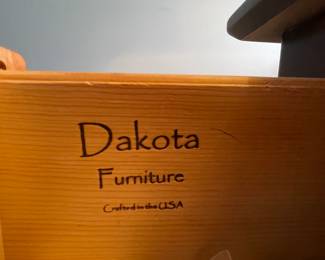 Dakota
Furniture
Crafted in the USA